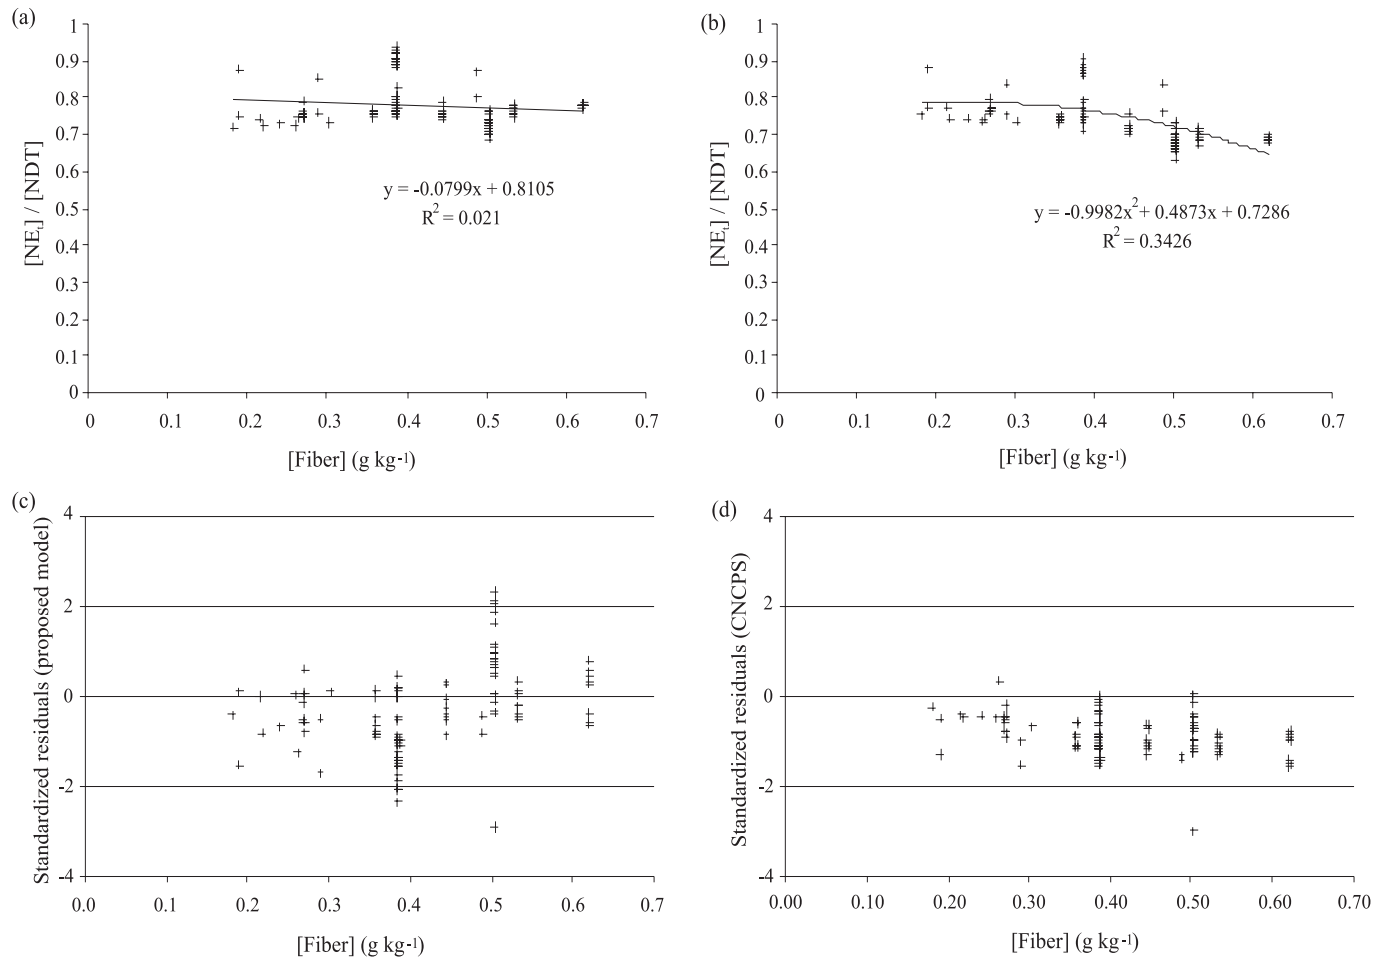 (a)
1
0.9
0.8
0.7
0.6
0.5
0.4
0.3
0.2
0.1
0
[NEL] / [NDT]
y = -0.0799x + 0.8105
R2 = 0.021
0 0.1 0.2 0.3 0.4 0.5 0.6 0.7
[Fiber] (g kg-1)
(b)
1
0.9
0.8
0.7
0.6
0.5
0.4
0.3
0.2
0.1
0
[NEL] / [NDT]
y = -0.9982x2 + 0.4873x + 0.7286
R2 = 0.3426
0 0.1 0.2 0.3 0.4 0.5 0.6 0.7
[Fiber] (g kg-1)
(c)
4
2
0
-2
-4
Standardized residuals (proposed model)
0.0 0.1 0.2 0.3 0.4 0.5 0.6 0.7
[Fiber] (g kg-1)
(d)
4
2
0
-2
-4
Standardized residuals (CNCPS)
0.00 0.10 0.20 0.30 0.40 0.50 0.60 0.70
[Fiber] (g kg-1)